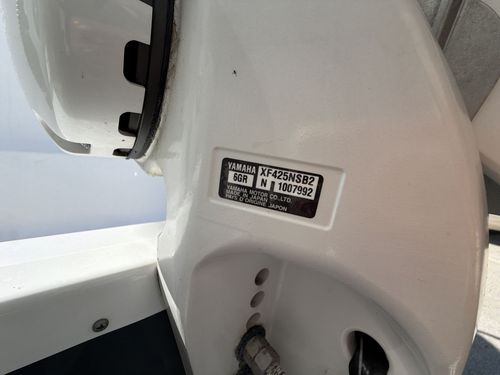 YAMAHA XF425NSB2
6GR N 1007992
YAMAHA MOTOR CO.,LTD.
MADE IN JAPAN
PAYS D'ORIGINE JAPON